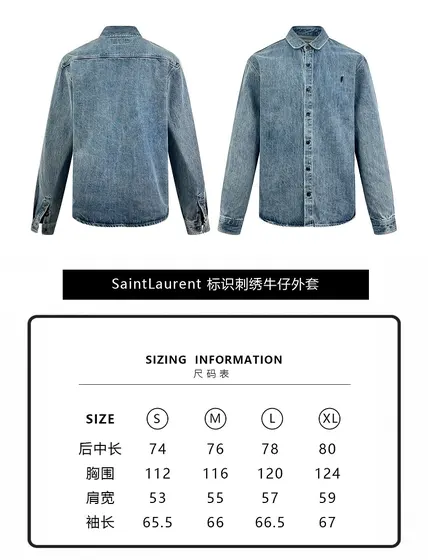 SaintLaurent 标识刺绣牛仔外套
SIZING INFORMATION
尺码表
SIZE S M L XL
后中长 74 76 78 80
胸围 112 116 120 124
肩宽 53 55 57 59
袖长 65.5 66 66.5 67